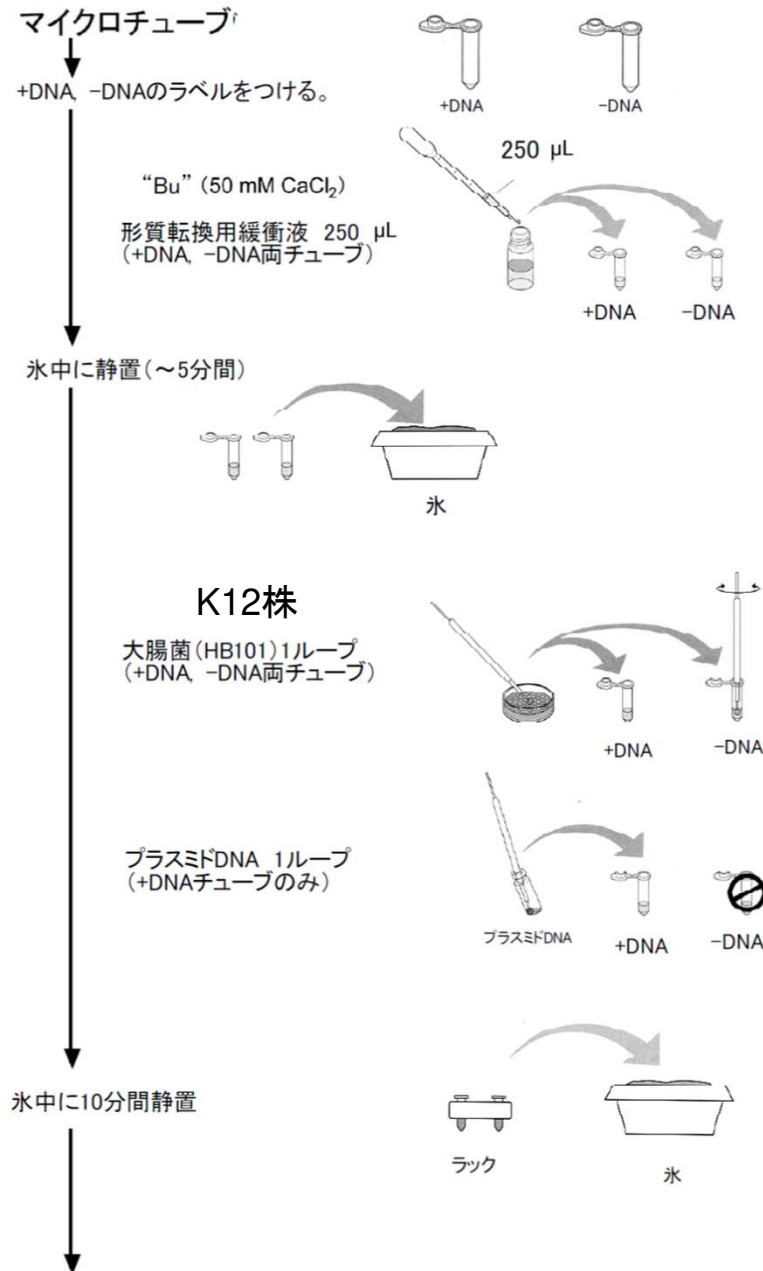 マイクロチューブ
+DNA, −DNAのラベルをつける。
+DNA
−DNA
250 μL
“Bu” (50 mM CaCl₂)
形質転換用緩衝液 250 μL
(+DNA, −DNA両チューブ)
+DNA
−DNA
氷中に静置(～5分間)
氷
K12株
大腸菌(HB101)1ループ
(+DNA, −DNA両チューブ)
+DNA
−DNA
プラスミドDNA 1ループ
(+DNAチューブのみ)
プラスミドDNA
+DNA
−DNA
氷中に10分間静置
ラック
氷